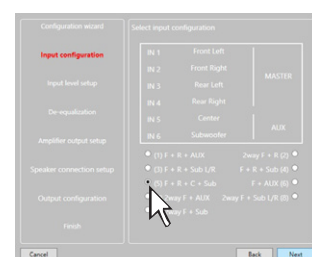 Configuration wizard
Input configuration
Input level setup
De-equalization
Amplifier output setup
Speaker connection setup
Output configuration
Finish
Cancel
Select input configuration
IN 1 Front Left
IN 2 Front Right
IN 3 Rear Left
IN 4 Rear Right
MASTER
IN 5 Center
IN 6 Subwoofer
AUX
(1) F + R + AUX 2way F + R (2)
(3) F + R + Sub L/R F + R + Sub (4)
(5) F + R + C + Sub F + AUX (6)
2way F + AUX 2way F + Sub L/R (8)
2way F + Sub
Back Next